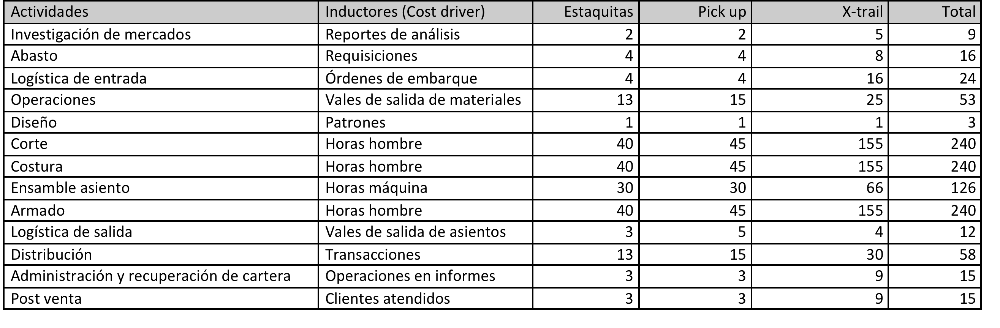 Actividades Inductores (Cost driver) Estaquitas Pick up X-trail Total
Investigación de mercados Reportes de análisis 2 2 5 9
Abasto Requisiciones 4 4 8 16
Logística de entrada Órdenes de embarque 4 4 16 24
Operaciones Vales de salida de materiales 13 15 25 53
Diseño Patrones 1 1 1 3
Corte Horas hombre 40 45 155 240
Costura Horas hombre 40 45 155 240
Ensamble asiento Horas máquina 30 30 66 126
Armado Horas hombre 40 45 155 240
Logística de salida Vales de salida de asientos 3 5 4 12
Distribución Transacciones 13 15 30 58
Administración y recuperación de cartera Operaciones en informes 3 3 9 15
Post venta Clientes atendidos 3 3 9 15